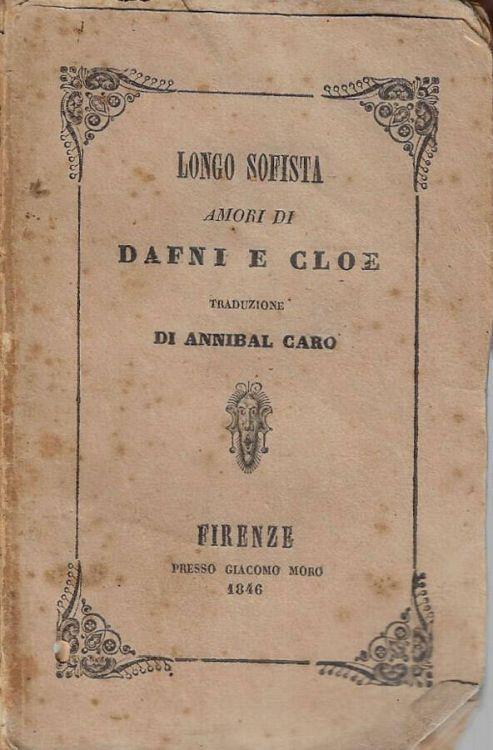 LONGO SOFISTA
AMORI DI
DAFNI E CLOE
TRADUZIONE
DI ANNIBAL CARO
FIRENZE
PRESSO GIACOMO MORO
1846